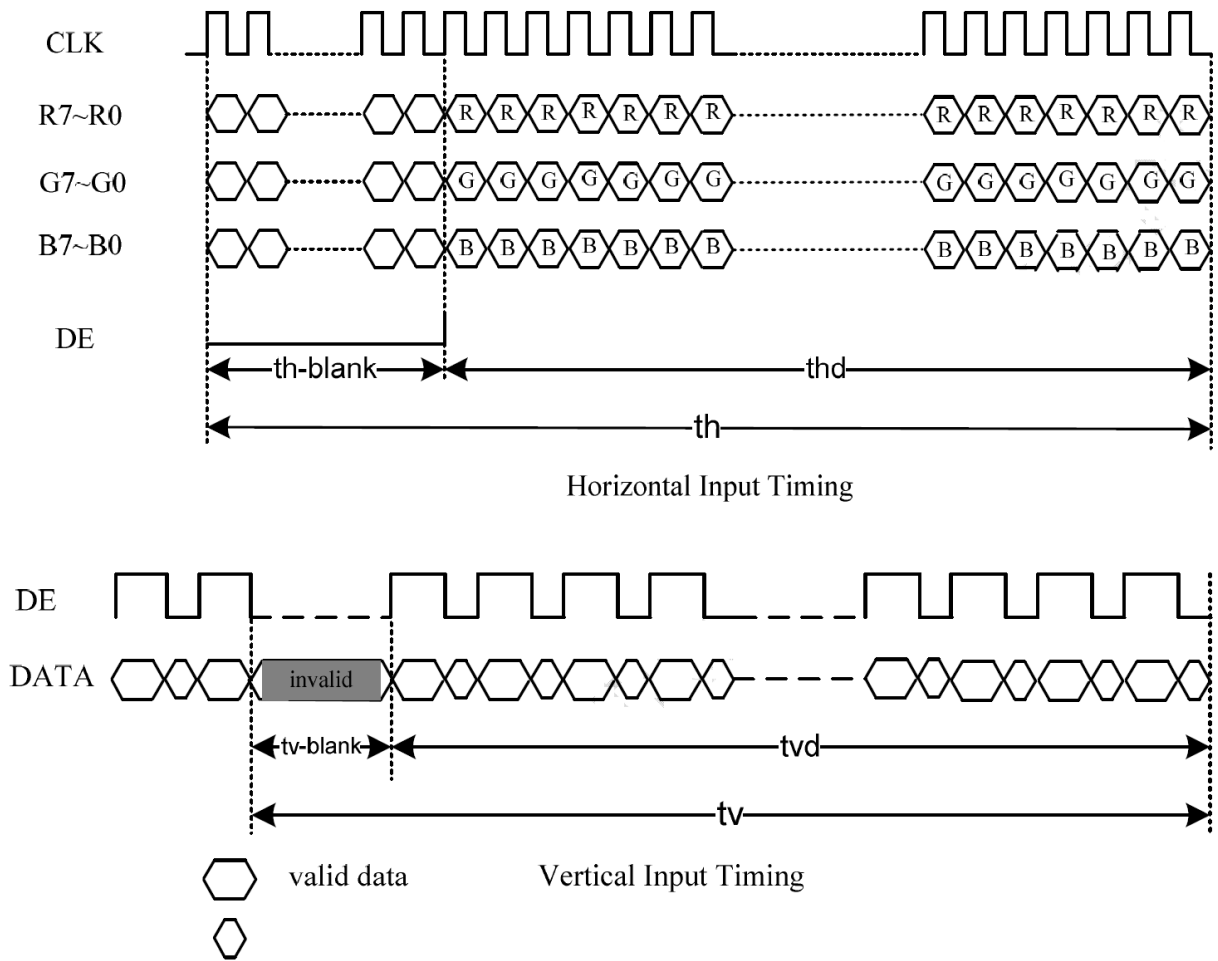 CLK
R7~R0
R R R R R R R R R R R R R R
G7~G0
G G G G G G G G G G G G G G
B7~B0
B B B B B B B B B B B B B B
DE
th-blank thd
th
Horizontal Input Timing
DE
DATA invalid
tv-blank tvd
tv
valid data Vertical Input Timing